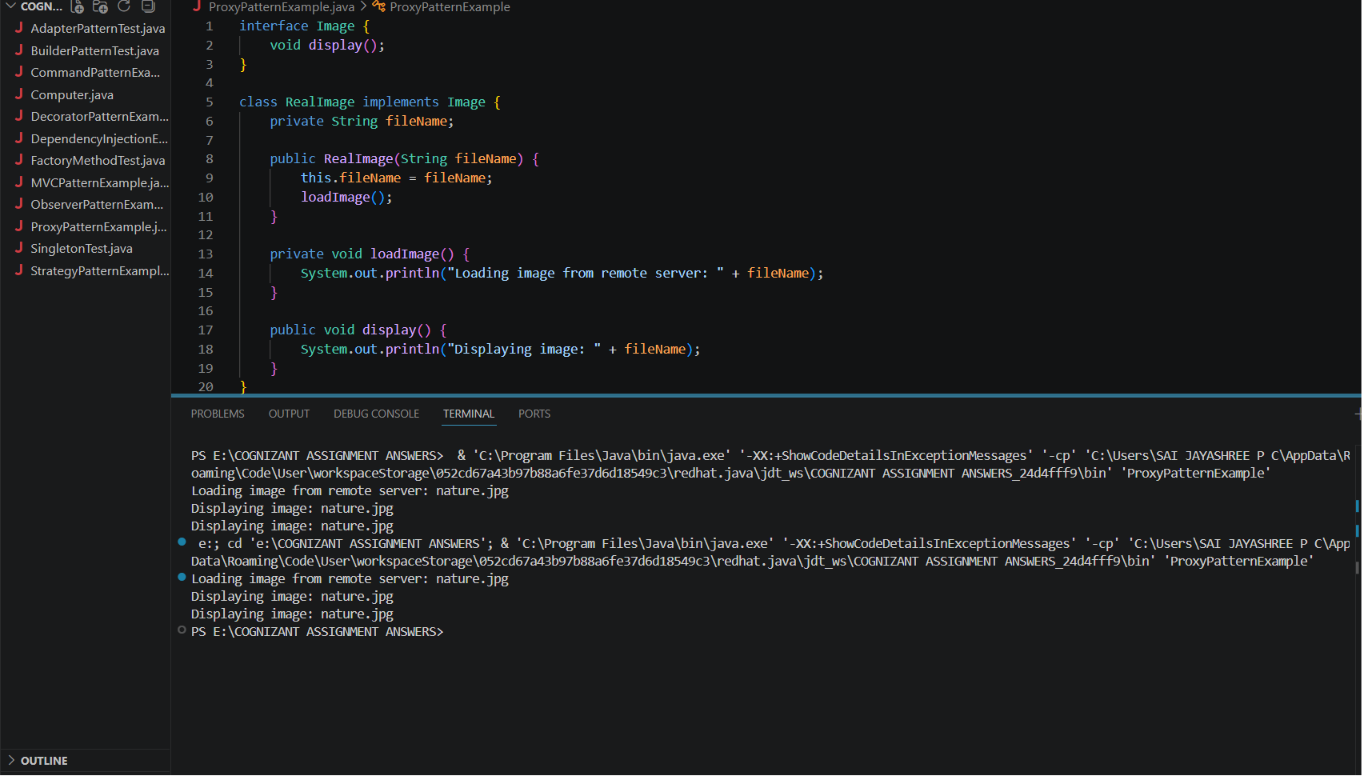 COGN...
AdapterPatternTest.java
BuilderPatternTest.java
CommandPatternExa...
Computer.java
DecoratorPatternExam...
DependencyInjectionE...
FactoryMethodTest.java
MVCPatternExample.ja...
ObserverPatternExam...
ProxyPatternExample.j...
SingletonTest.java
StrategyPatternExampl...
OUTLINE
J ProxyPatternExample.java > ProxyPatternExample
1 interface Image {
2 void display();
3 }
4
5 class RealImage implements Image {
6 private String fileName;
7
8 public RealImage(String fileName) {
9 this.fileName = fileName;
10 loadImage();
11 }
12
13 private void loadImage() {
14 System.out.println("Loading image from remote server: " + fileName);
15 }
16
17 public void display() {
18 System.out.println("Displaying image: " + fileName);
19 }
20 }
PROBLEMS OUTPUT DEBUG CONSOLE TERMINAL PORTS
PS E:\COGNIZANT ASSIGNMENT ANSWERS> & 'C:\Program Files\Java\bin\java.exe' '-XX:+ShowCodeDetailsInExceptionMessages' '-cp' 'C:\Users\SAI JAYASHREE P C\AppData\R
oaming\Code\User\workspaceStorage\052cd67a43b97b88a6fe37d6d18549c3\redhat.java\jdt_ws\COGNIZANT ASSIGNMENT ANSWERS_24d4fff9\bin' 'ProxyPatternExample'
Loading image from remote server: nature.jpg
Displaying image: nature.jpg
Displaying image: nature.jpg
e:; cd 'e:\COGNIZANT ASSIGNMENT ANSWERS'; & 'C:\Program Files\Java\bin\java.exe' '-XX:+ShowCodeDetailsInExceptionMessages' '-cp' 'C:\Users\SAI JAYASHREE P C\App
Data\Roaming\Code\User\workspaceStorage\052cd67a43b97b88a6fe37d6d18549c3\redhat.java\jdt_ws\COGNIZANT ASSIGNMENT ANSWERS_24d4fff9\bin' 'ProxyPatternExample'
Loading image from remote server: nature.jpg
Displaying image: nature.jpg
Displaying image: nature.jpg
PS E:\COGNIZANT ASSIGNMENT ANSWERS>